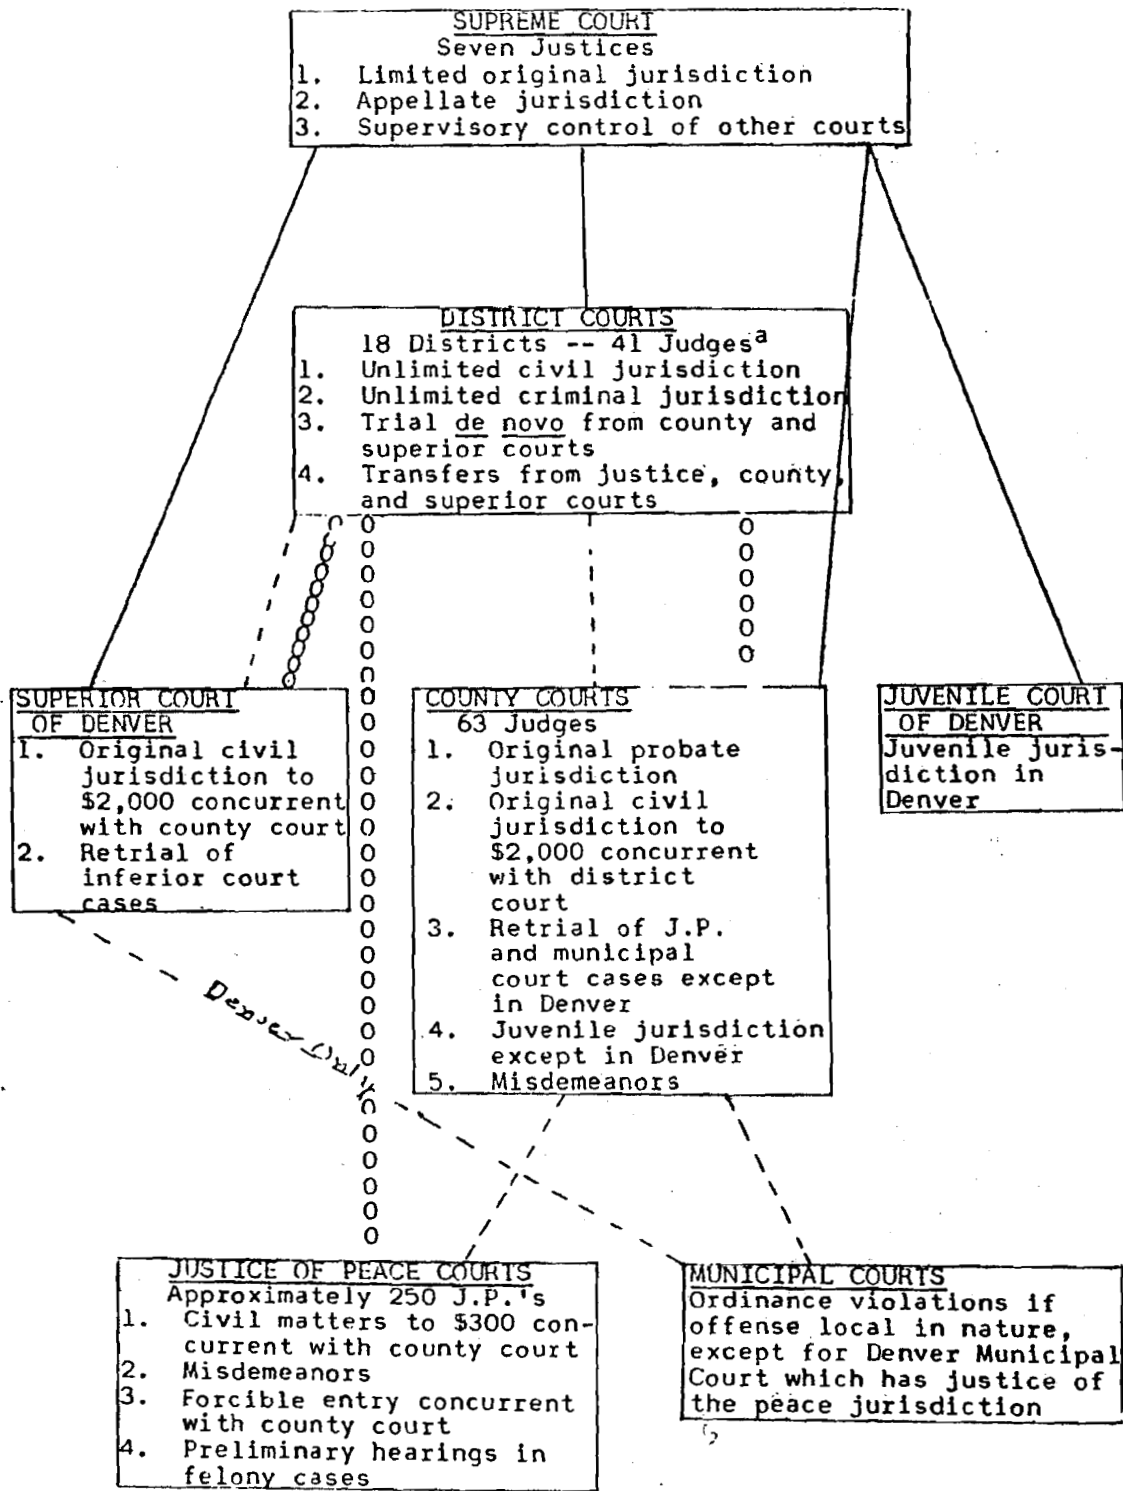 SUPREME COURT
Seven Justices
1. Limited original jurisdiction
2. Appellate jurisdiction
3. Supervisory control of other courts
DISTRICT COURTS
18 Districts -- 41 Judgesa
1. Unlimited civil jurisdiction
2. Unlimited criminal jurisdiction
3. Trial de novo from county and
superior courts
4. Transfers from justice, county,
and superior courts
SUPERIOR COURT
OF DENVER
1. Original civil
jurisdiction to
$2,000 concurrent
with county court
2. Retrial of
inferior court
cases
COUNTY COURTS
63 Judges
1. Original probate
jurisdiction
2. Original civil
jurisdiction to
$2,000 concurrent
with district
court
3. Retrial of J.P.
and municipal
court cases except
in Denver
4. Juvenile jurisdiction
except in Denver
5. Misdemeanors
JUVENILE COURT
OF DENVER
Juvenile juris-
diction in
Denver
Denver Only
JUSTICE OF PEACE COURTS
Approximately 250 J.P.'s
1. Civil matters to $300 con-
current with county court
2. Misdemeanors
3. Forcible entry concurrent
with county court
4. Preliminary hearings in
felony cases
MUNICIPAL COURTS
Ordinance violations if
offense local in nature,
except for Denver Municipal
Court which has justice of
the peace jurisdiction